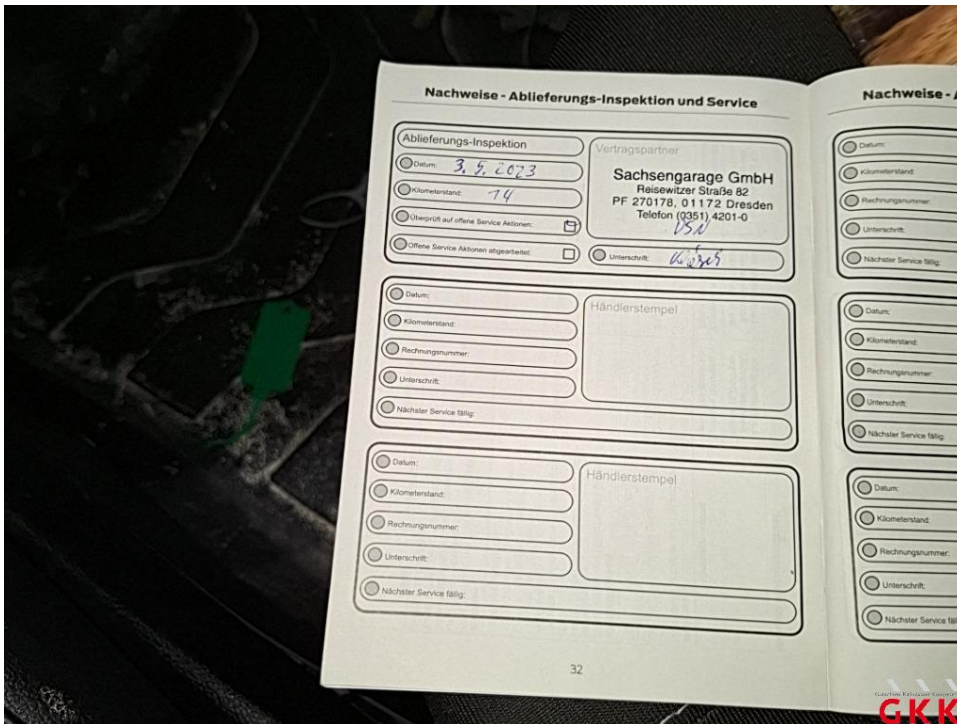 Nachweise - Ablieferungs-Inspektion und Service
Ablieferungs-Inspektion
Datum: 3. 5. 2023
Kilometerstand: 14
Überprüft auf offene Service Aktionen:
Offene Service Aktionen abgearbeitet:
Vertragspartner
Sachsengarage GmbH
Reisewitzer Straße 82
PF 270178, 01172 Dresden
Telefon (0351) 4201-0
Unterschrift:
Datum:
Kilometerstand:
Rechnungsnummer:
Unterschrift:
Nächster Service fällig:
Händlerstempel
Datum:
Kilometerstand:
Rechnungsnummer:
Unterschrift:
Nächster Service fällig:
Händlerstempel
32
Nachweise -
Datum:
Kilometerstand:
Rechnungsnummer:
Unterschrift:
Nächster Service fällig:
Datum:
Kilometerstand:
Rechnungsnummer:
Unterschrift:
Nächster Service fällig:
Datum:
Kilometerstand:
Rechnungsnummer:
Unterschrift:
Nächster Service
GKK